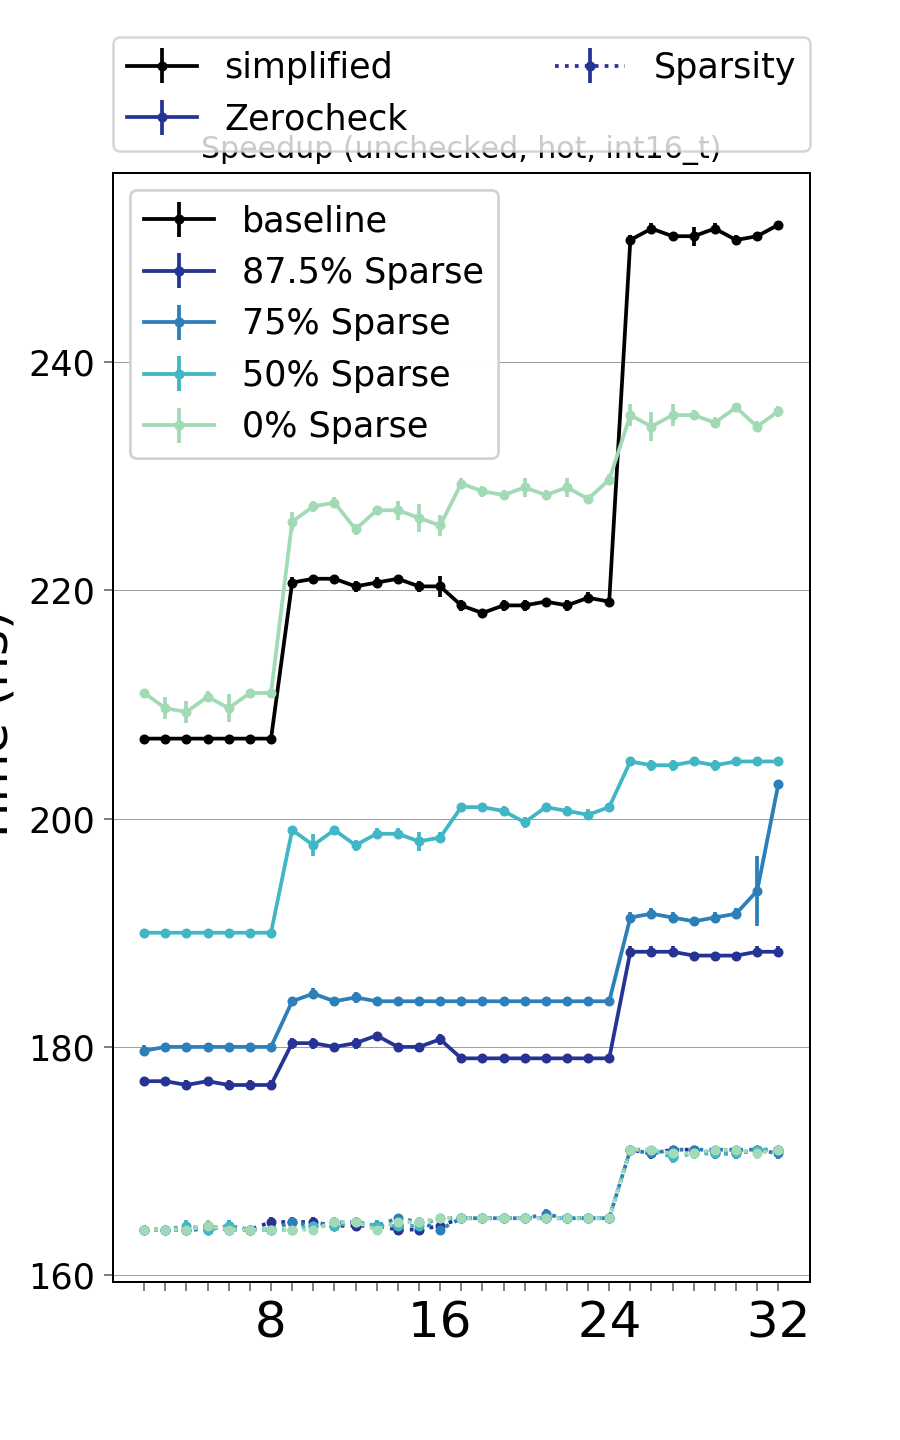 simplified
Zerocheck
Sparsity
Speedup (unchecked, hot, int16_t)
baseline
87.5% Sparse
75% Sparse
50% Sparse
0% Sparse
240
220
200
180
160
8 16 24 32